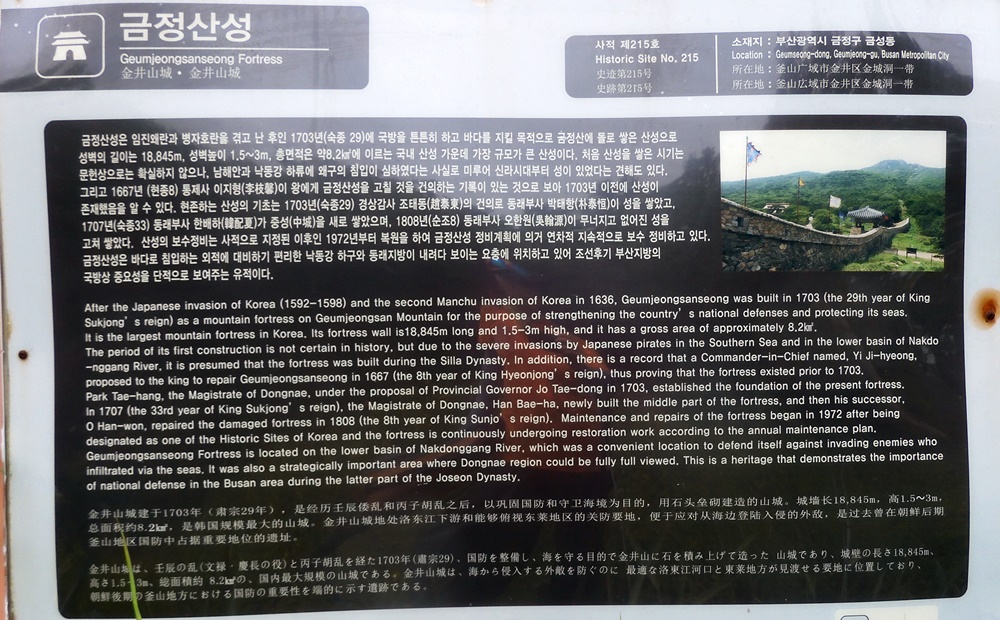 금정산성
Geumjeongsanseong Fortress
金井山城 · 金井山城
사적 제215호
Historic Site No. 215
史迹第215号
史跡第215号
소재지 : 부산광역시 금정구 금성동
Location : Geumseong-dong, Geumjeong-gu, Busan Metropolitan City
所在地 : 釜山广域市金井区金城洞一带
所在地 : 釜山広域市金井区金城洞一帯
금정산성은 임진왜란과 병자호란을 겪고 난 후인 1703년(숙종 29)에 국방을 튼튼히 하고 바다를 지킬 목적으로 금정산에 돌로 쌓은 산성으로
성벽의 길이는 18,845m, 성벽높이 1.5~3m, 총면적은 약8.2㎢에 이르는 국내 산성 가운데 가장 규모가 큰 산성이다. 처음 산성을 쌓은 시기는
문헌상으로는 확실하지 않으나, 남해안과 낙동강 하류에 왜구의 침입이 심하였다는 사실로 미루어 신라시대부터 성이 있었다는 견해도 있다.
그리고 1667년 (현종8) 통제사 이지형(李枝馨)이 왕에게 금정산성을 고칠 것을 건의하는 기록이 있는 것으로 보아 1703년 이전에 산성이
존재했음을 알 수 있다. 현존하는 산성의 기초는 1703년(숙종29) 경상감사 조태동(趙泰東)의 건의로 동래부사 박태항(朴泰恒)이 성을 쌓았고,
1707년(숙종33) 동래부사 한배하(韓配夏)가 중성(中城)을 새로 쌓았으며, 1808년(순조8) 동래부사 오한원(吳翰源)이 무너지고 없어진 성을
고쳐 쌓았다. 산성의 보수정비는 사적으로 지정된 이후인 1972년부터 복원을 하여 금정산성 정비계획에 의거 연차적 지속적으로 보수 정비하고 있다.
금정산성은 바다로 침입하는 외적에 대비하기 편리한 낙동강 하구와 동래지방이 내려다 보이는 요충에 위치하고 있어 조선후기 부산지방의
국방상 중요성을 단적으로 보여주는 유적이다.
After the Japanese invasion of Korea (1592-1598) and the second Manchu invasion of Korea in 1636, Geumjeongsanseong was built in 1703 (the 29th year of King
Sukjong's reign) as a mountain fortress on Geumjeongsan Mountain for the purpose of strengthening the country's national defenses and protecting its seas.
It is the largest mountain fortress in Korea. Its fortress wall is18,845m long and 1.5-3m high, and it has a gross area of approximately 8.2㎢.
The period of its first construction is not certain in history, but due to the severe invasions by Japanese pirates in the Southern Sea and in the lower basin of Nakdo
-nggang River, it is presumed that the fortress was built during the Silla Dynasty. In addition, there is a record that a Commander-in-Chief named, Yi Ji-hyeong,
proposed to the king to repair Geumjeongsanseong in 1667 (the 8th year of King Hyeonjong's reign), thus proving that the fortress existed prior to 1703.
Park Tae-hang, the Magistrate of Dongnae, under the proposal of Provincial Governor Jo Tae-dong in 1703, established the foundation of the present fortress.
In 1707 (the 33rd year of King Sukjong's reign), the Magistrate of Dongnae, Han Bae-ha, newly built the middle part of the fortress, and then his successor,
O Han-won, repaired the damaged fortress in 1808 (the 8th year of King Sunjo's reign). Maintenance and repairs of the fortress began in 1972 after being
designated as one of the Historic Sites of Korea and the fortress is continuously undergoing restoration work according to the annual maintenance plan.
Geumjeongsanseong Fortress is located on the lower basin of Nakdonggang River, which was a convenient location to defend itself against invading enemies who
infiltrated via the seas. It was also a strategically important area where Dongnae region could be fully full viewed. This is a heritage that demonstrates the importance
of national defense in the Busan area during the latter part of the Joseon Dynasty.
金井山城建于1703年（肃宗29年），是经历壬辰倭乱和丙子胡乱之后，以巩固国防和守卫海境为目的，用石头垒砌建造的山城。城墙长18,845m，高1.5~3m，
总面积约8.2㎢，是韩国规模最大的山城。金井山城地处洛东江下游和能够俯视东莱地区的关防要地，便于应对从海边登陆入侵的外敌，是过去曾在朝鲜后期
釜山地区国防中占据重要地位的遗址。
金井山城は、壬辰の乱(文禄・慶長の役)と丙子胡乱を経た1703年(肅宗29)、国防を整備し、海を守る目的で金井山に石を積み上げて造った 山城であり、城壁の長さ18,845m、
高さ1.5~3m、総面積約 8.2㎢の、国内最大規模の山城である。金井山城は、海から侵入する外敵を防ぐのに 最適な洛東江河口と東莱地方が見渡せる要地に位置しており、
朝鮮後期の釜山地方における国防の重要性を端的に示す遺跡である。